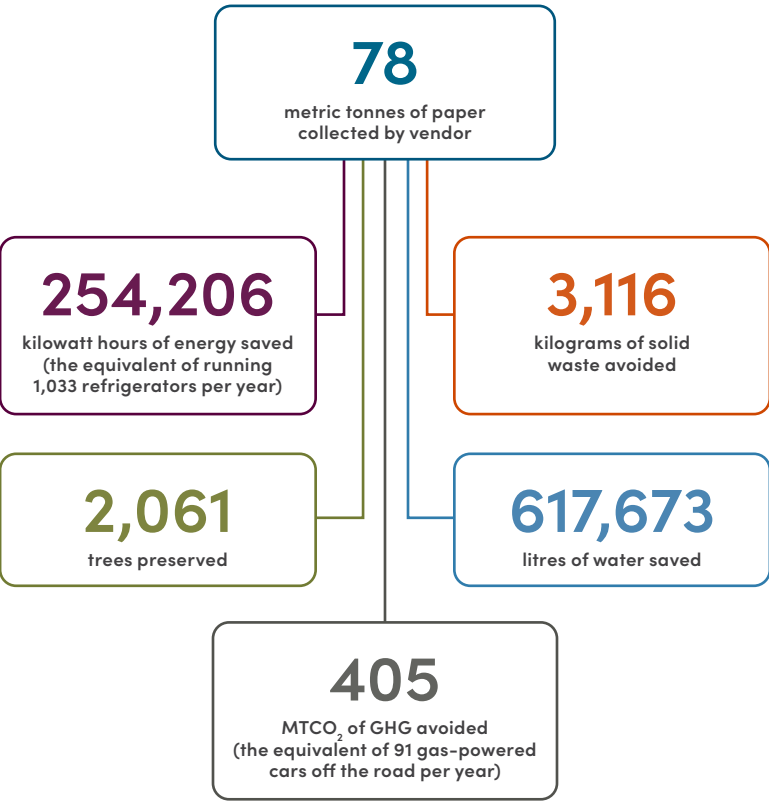 78
metric tonnes of paper
collected by vendor
254,206
kilowatt hours of energy saved
(the equivalent of running
1,033 refrigerators per year)
3,116
kilograms of solid
waste avoided
2,061
trees preserved
617,673
litres of water saved
405
MTCO₂ of GHG avoided
(the equivalent of 91 gas-powered
cars off the road per year)